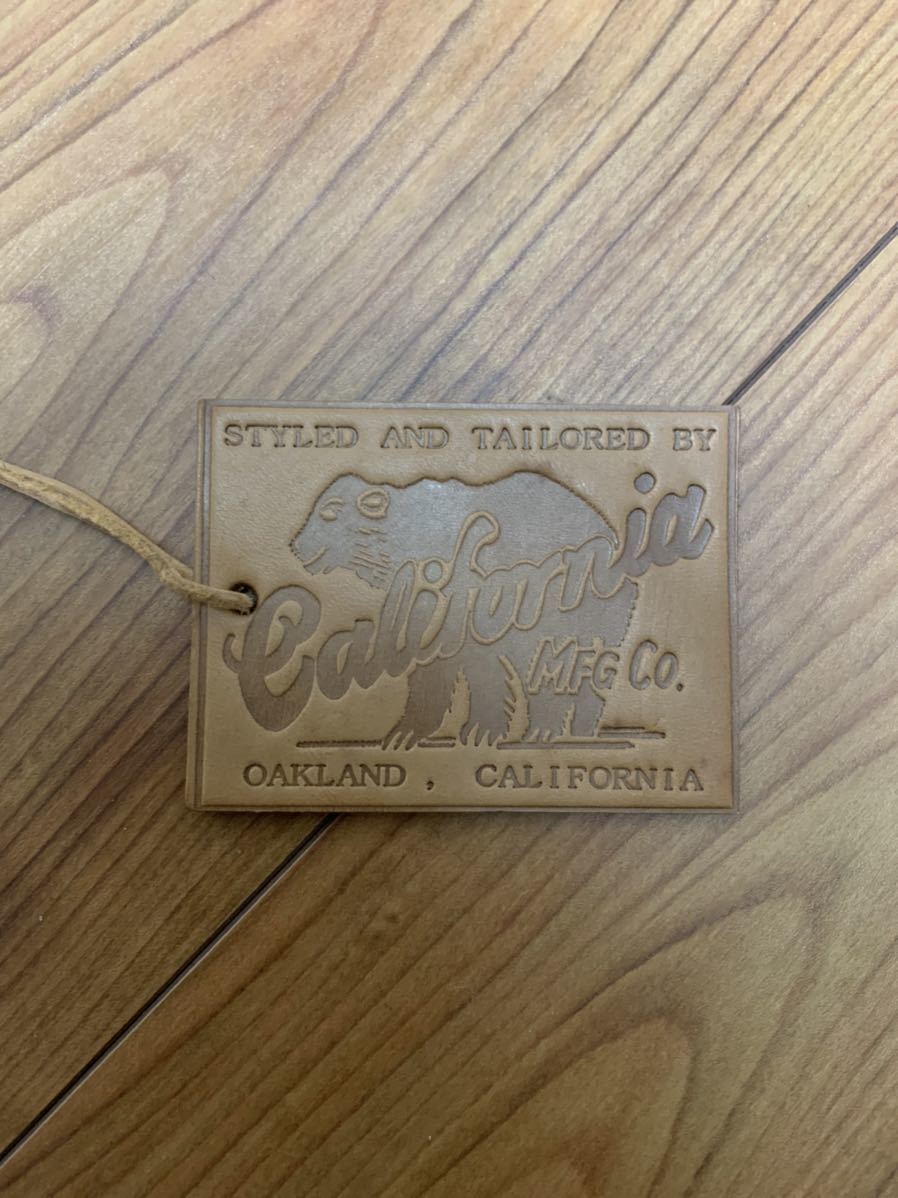 STYLED AND TAILORED BY
California
MFG CO.
OAKLAND, CALIFORNIA